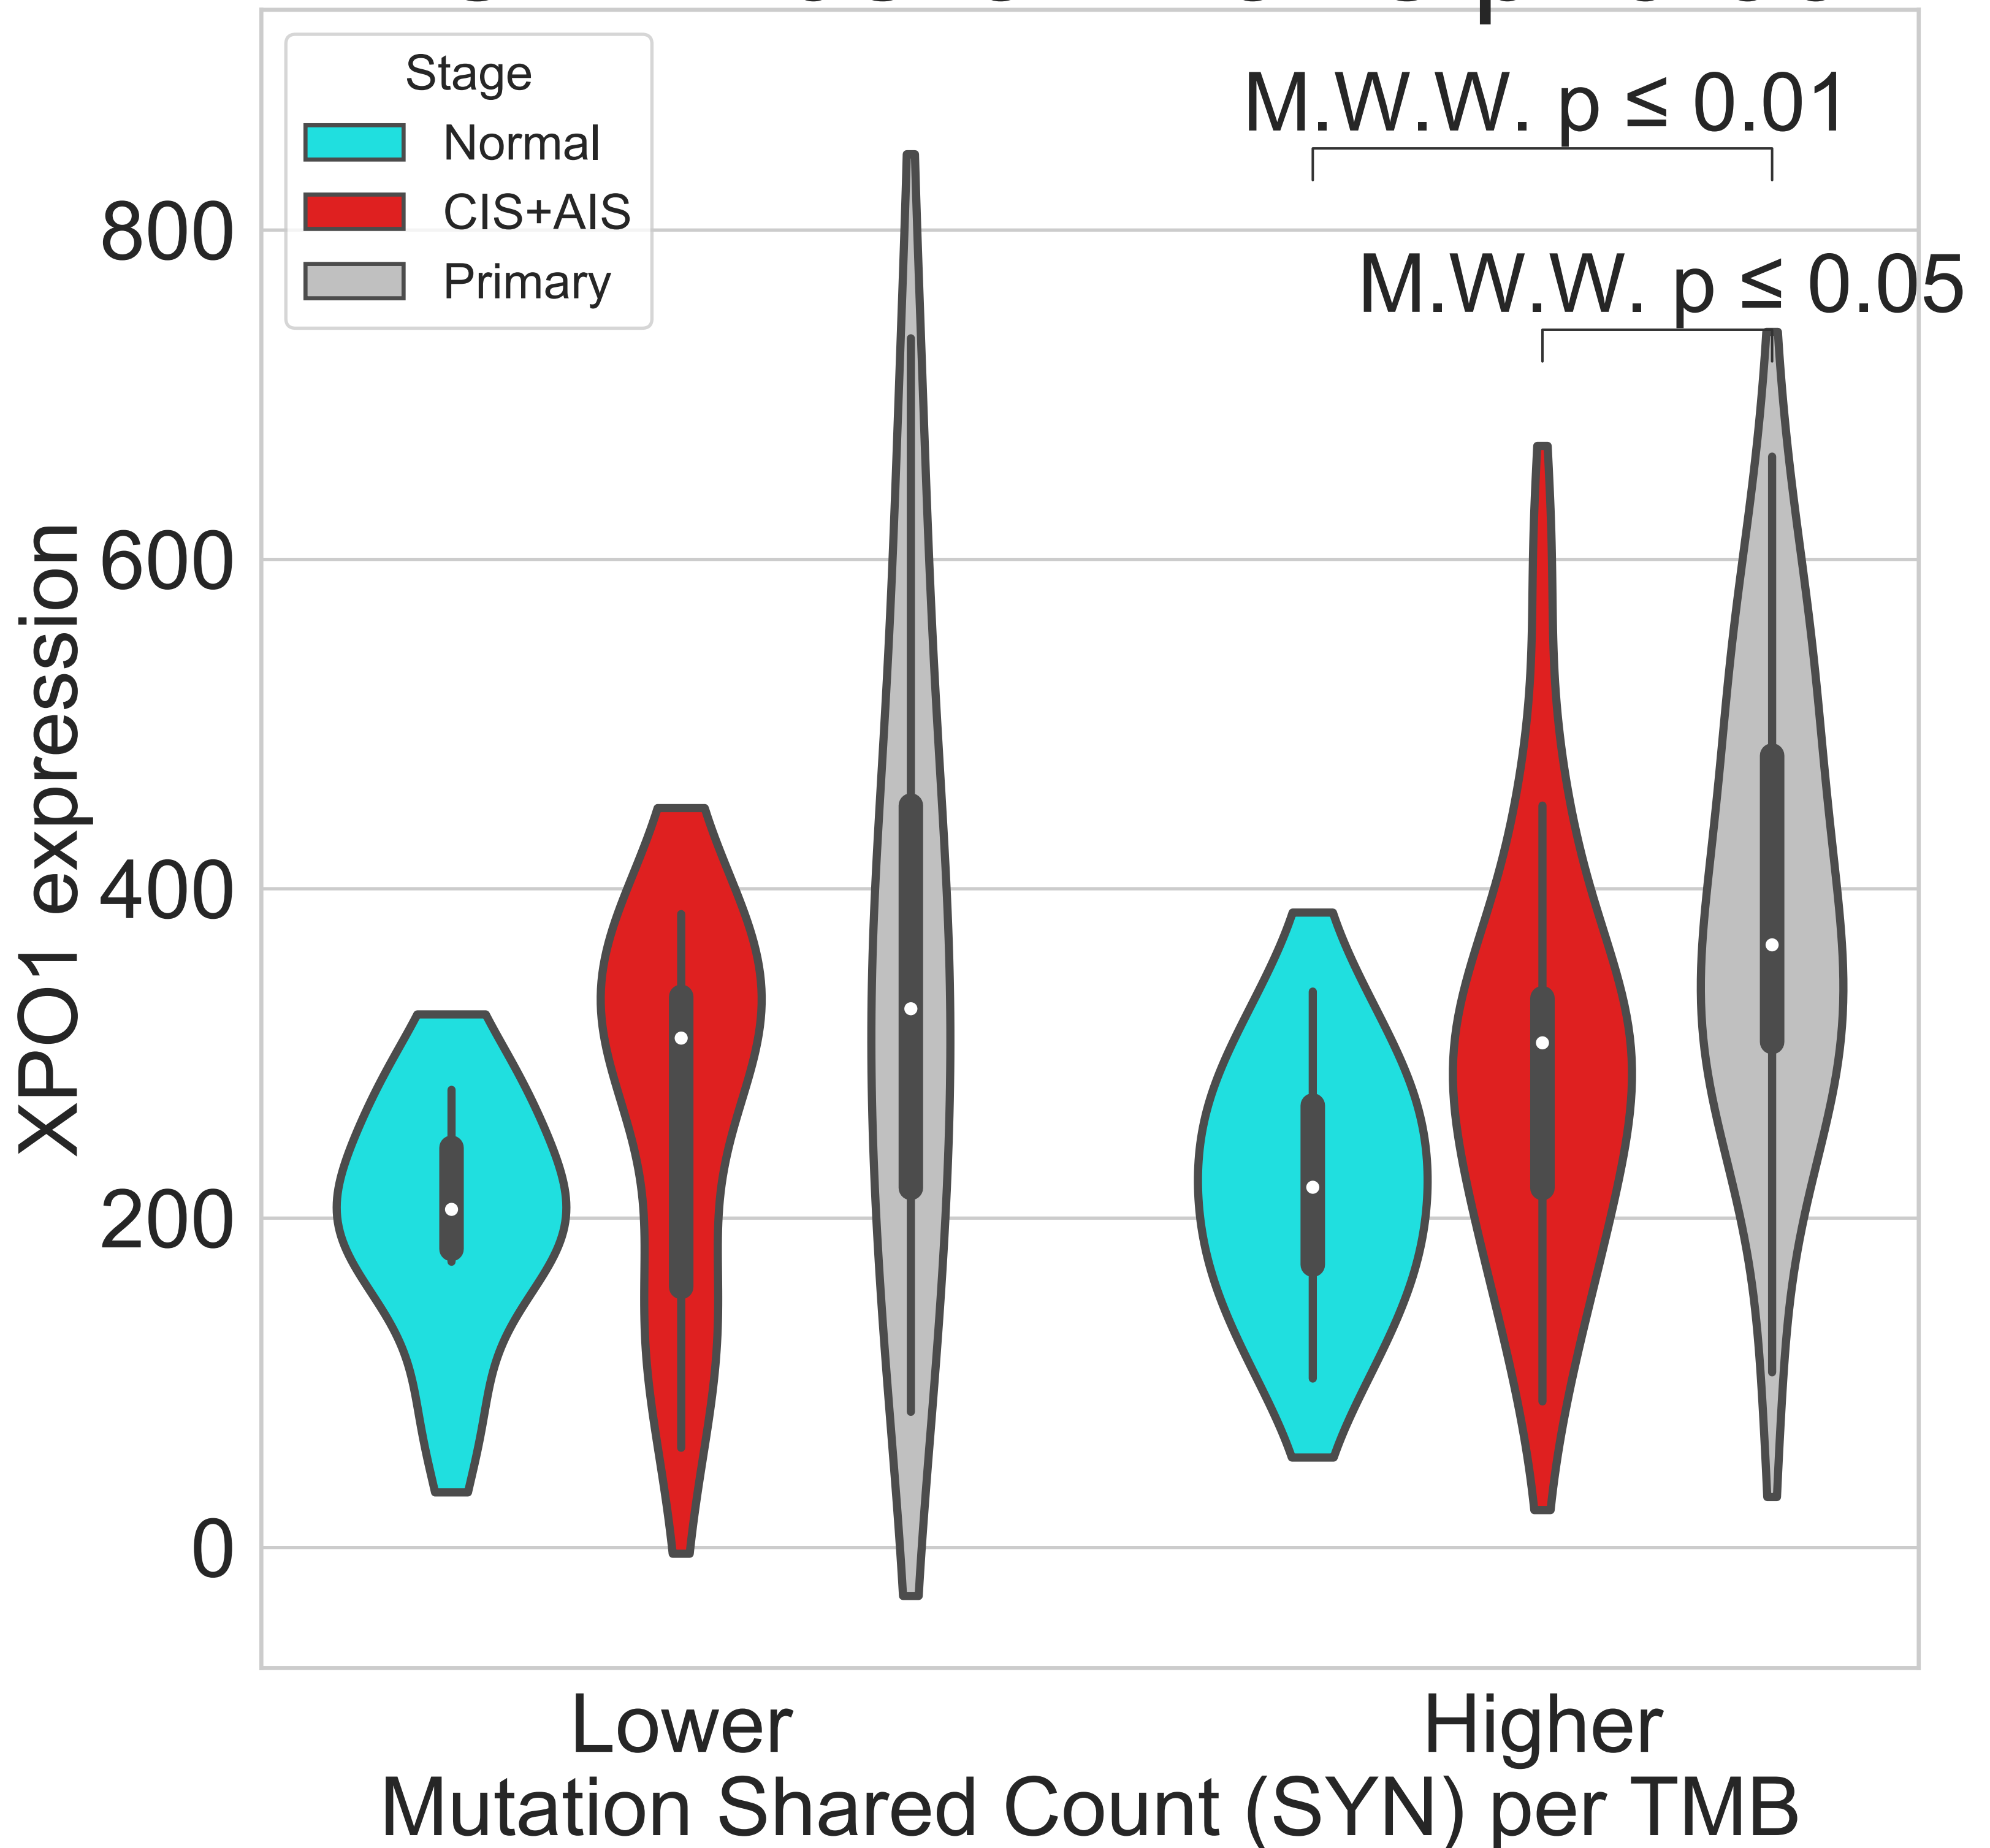 Stage
Normal
CIS+AIS
Primary
M.W.W. p ≤ 0.01
M.W.W. p ≤ 0.05
800
600
400
200
0
XPO1 expression
Lower
Higher
Mutation Shared Count (SYN) per TMB